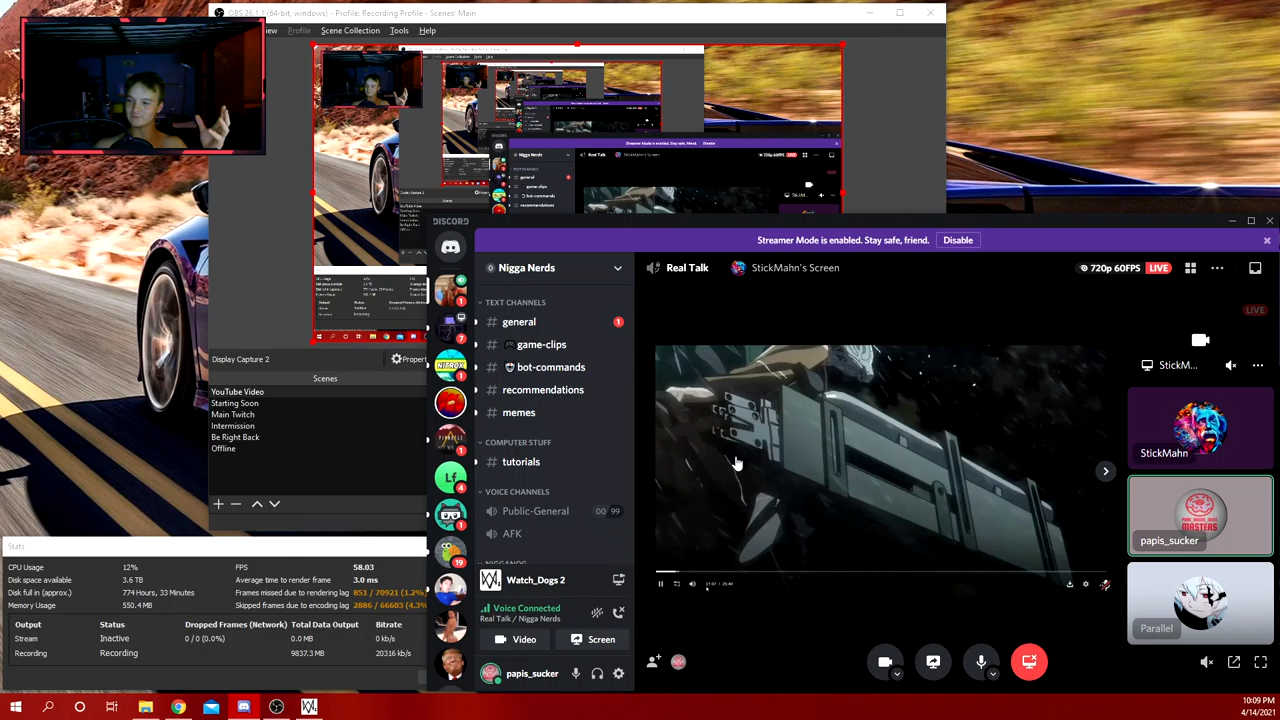 OBS 26.1.1 (64-bit, windows) - Profile: Recording Profile - Scenes: Main
Profile Scene Collection Tools Help
DISCORD
Streamer Mode is enabled. Stay safe, friend. Disable
Nigga Nerds
Real Talk StickMahn's Screen 720P 60FPS LIVE
LIVE
TEXT CHANNELS
general 1
game-clips
bot-commands
recommendations
memes
COMPUTER STUFF
tutorials
VOICE CHANNELS
Public-General 00 99
AFK
Watch_Dogs 2
Voice Connected
Real Talk / Nigga Nerds
Video Screen
papis_sucker
StickM...
StickMahn
MASTERS
papis_sucker
Parallel
Display Capture 2
Scenes
YouTube Video
Starting Soon
Main Twitch
Intermission
Be Right Back
Offline
Stats
CPU Usage 12% FPS 58.03
Disk space available 3.6 TB Average time to render frame 3.0 ms
Disk full in (approx.) 774 Hours, 33 Minutes Frames missed due to rendering lag 851 / 70921 (1.2%)
Memory Usage 550.4 MB Skipped frames due to encoding lag 2886 / 66603 (4.3%
Output Status Dropped Frames (Network) Total Data Output Bitrate
Stream Inactive 0 / 0 (0.0%) 0.0 MB 0 kb/s
Recording Recording 9837.3 MB 20316 kb/s
10:09 PM
4/14/2021